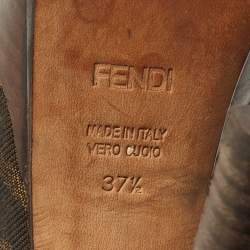 FENDI
MADE IN ITALY
VERO CUOIO
37½